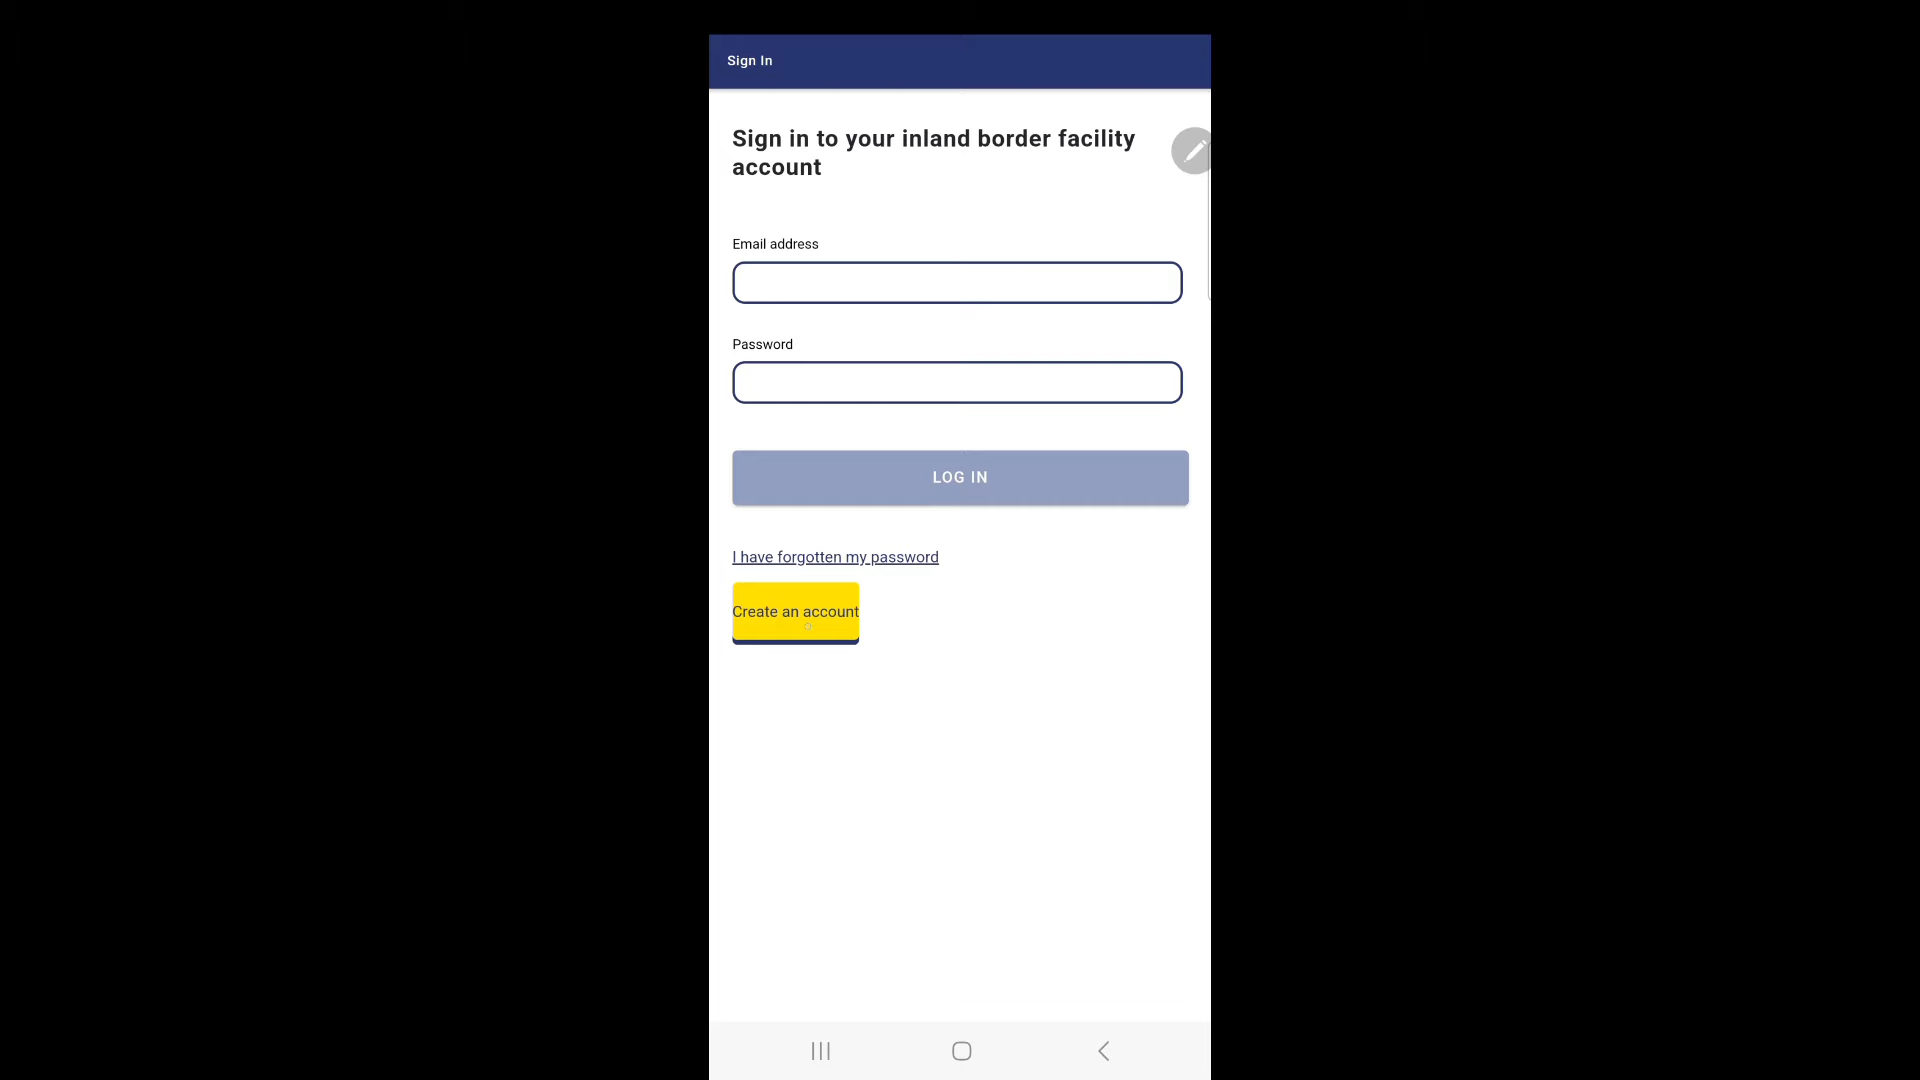 Sign In
Sign in to your inland border facility
account
Email address
Password
LOG IN
I have forgotten my password
Create an account